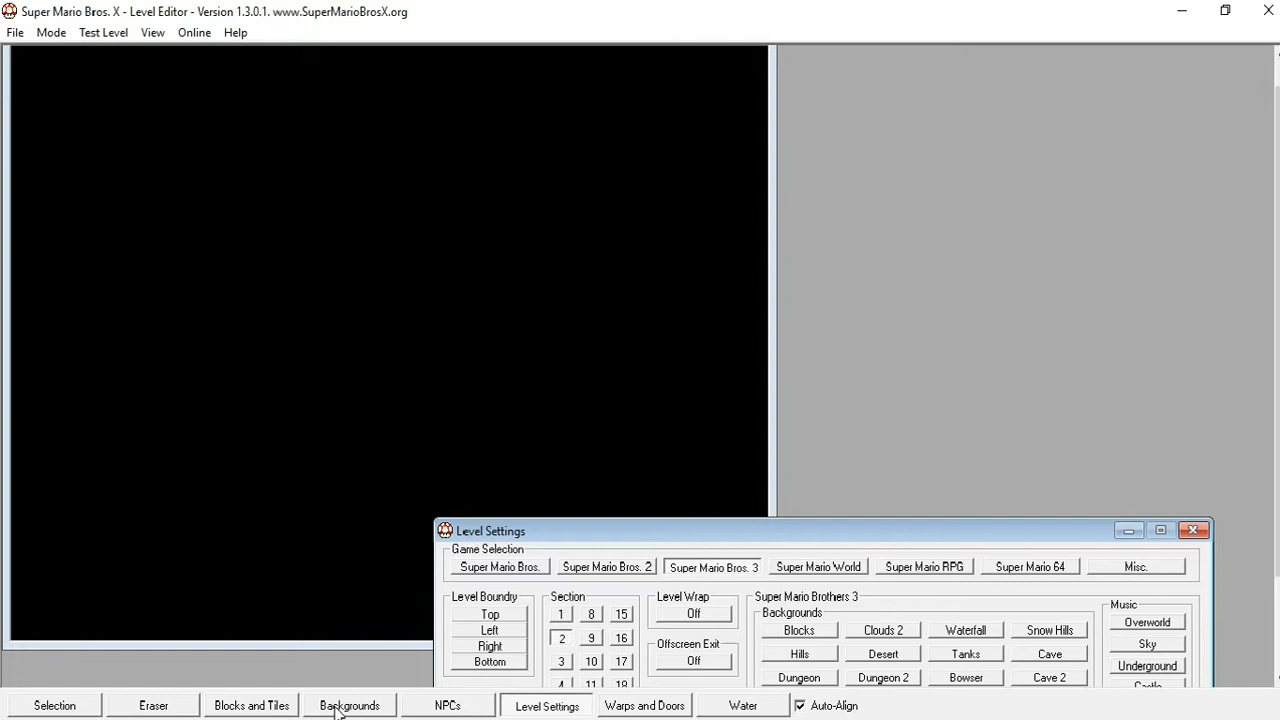 Super Mario Bros. X - Level Editor - Version 1.3.0.1. www.SuperMarioBrosX.org
File Mode Test Level View Online Help
Level Settings
Game Selection
Super Mario Bros. Super Mario Bros. 2 Super Mario Bros. 3 Super Mario World Super Mario RPG Super Mario 64 Misc.
Level Boundry Section Level Wrap Super Mario Brothers 3
Top 1 8 15 Off Backgrounds Music
Left 2 9 16 Blocks Clouds 2 Waterfall Snow Hills Overworld
Right Offscreen Exit Hills Desert Tanks Cave Sky
Bottom 3 10 17 Off Dungeon Dungeon 2 Bowser Cave 2 Underground
4 11 18 Castle
Selection Eraser Blocks and Tiles Backgrounds NPCs Level Settings Warps and Doors Water Auto-Align